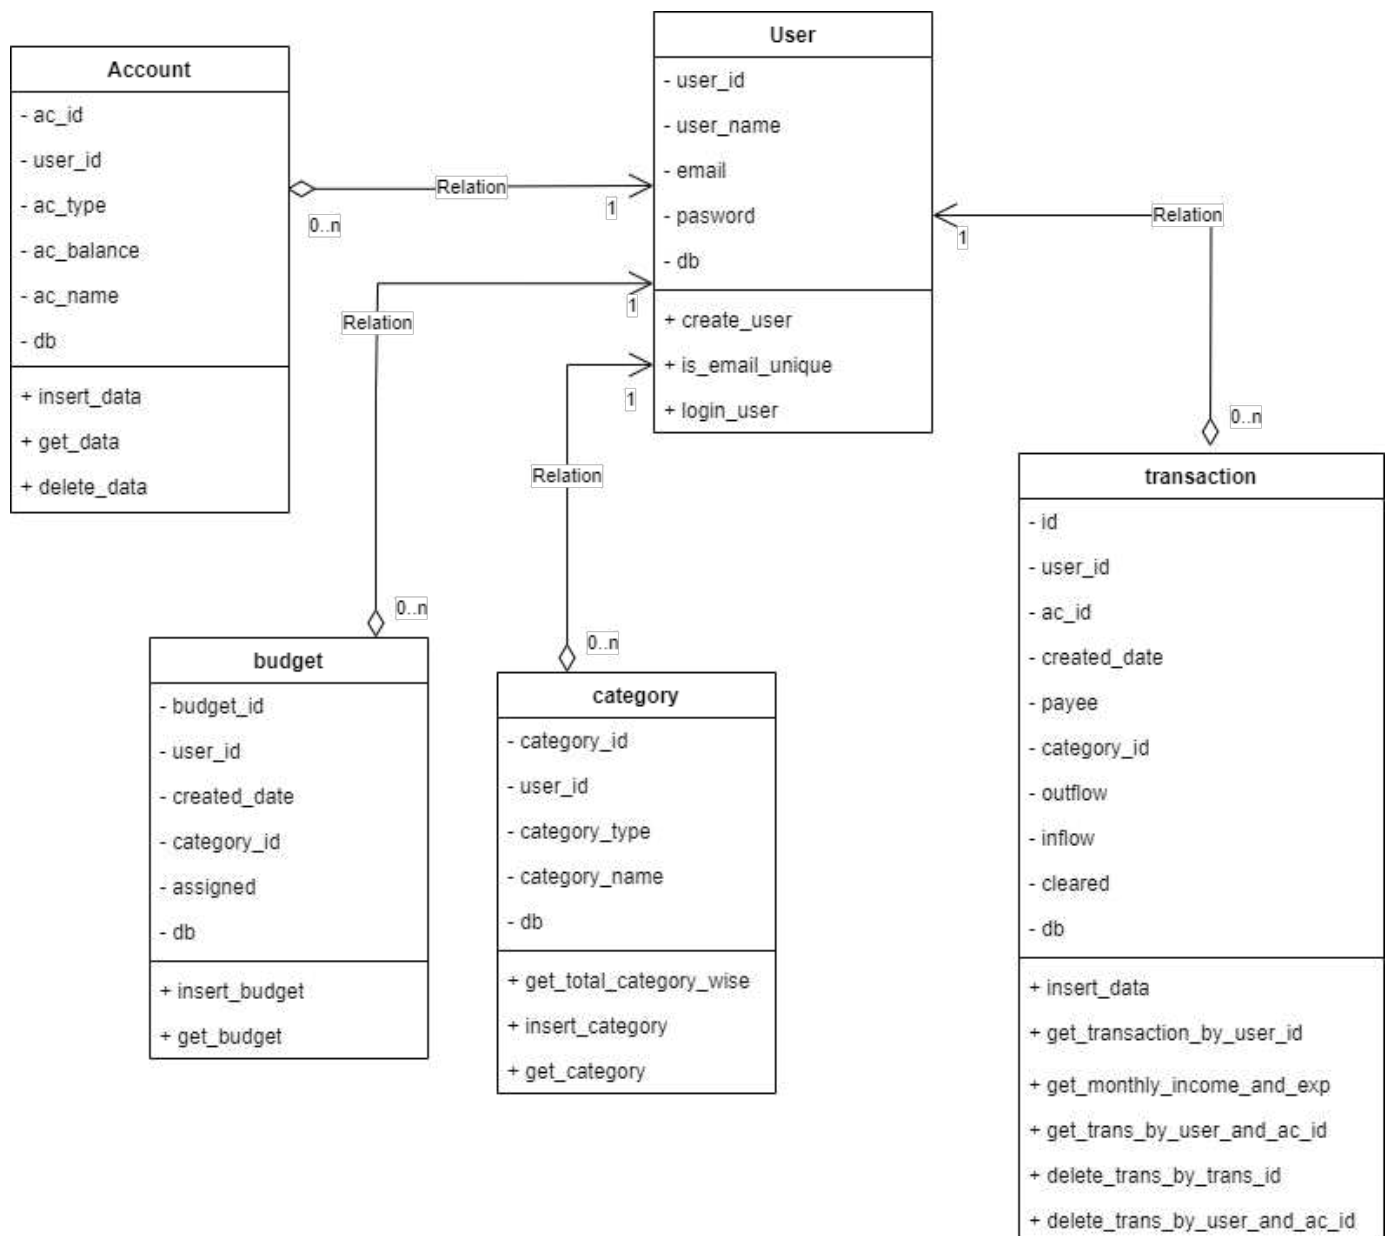 Account
- ac_id
- user_id
- ac_type
- ac_balance
- ac_name
- db
+ insert_data
+ get_data
+ delete_data
Relation
0..n
1
User
- user_id
- user_name
- email
- pasword
- db
+ create_user
+ is_email_unique
+ login_user
Relation
1
0..n
Relation
1
0..n
Relation
1
0..n
budget
- budget_id
- user_id
- created_date
- category_id
- assigned
- db
+ insert_budget
+ get_budget
category
- category_id
- user_id
- category_type
- category_name
- db
+ get_total_category_wise
+ insert_category
+ get_category
transaction
- id
- user_id
- ac_id
- created_date
- payee
- category_id
- outflow
- inflow
- cleared
- db
+ insert_data
+ get_transaction_by_user_id
+ get_monthly_income_and_exp
+ get_trans_by_user_and_ac_id
+ delete_trans_by_trans_id
+ delete_trans_by_user_and_ac_id